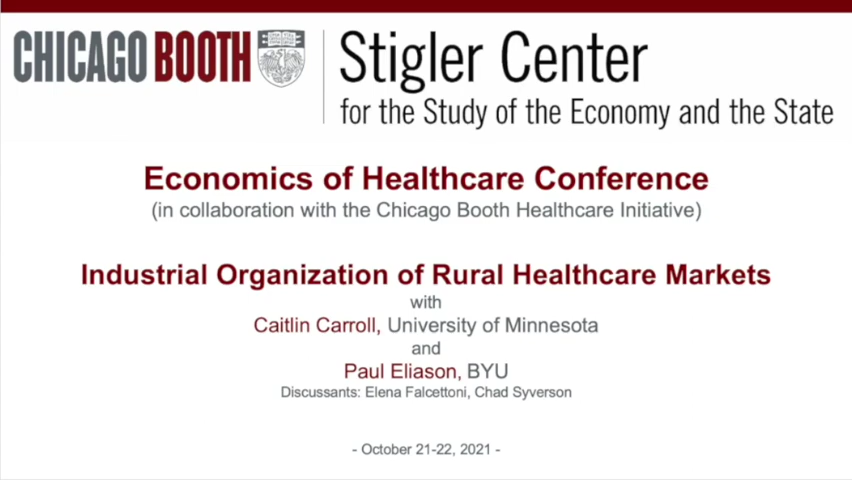 CHICAGO BOOTH
Stigler Center
for the Study of the Economy and the State
Economics of Healthcare Conference
(in collaboration with the Chicago Booth Healthcare Initiative)
Industrial Organization of Rural Healthcare Markets
with
Caitlin Carroll, University of Minnesota
and
Paul Eliason, BYU
Discussants: Elena Falcettoni, Chad Syverson
- October 21-22, 2021 -